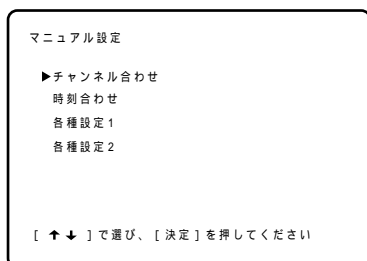 マニュアル設定
▶チャンネル合わせ
時刻合わせ
各種設定1
各種設定2
[ ↑↓ ]で選び、[決定]を押してください